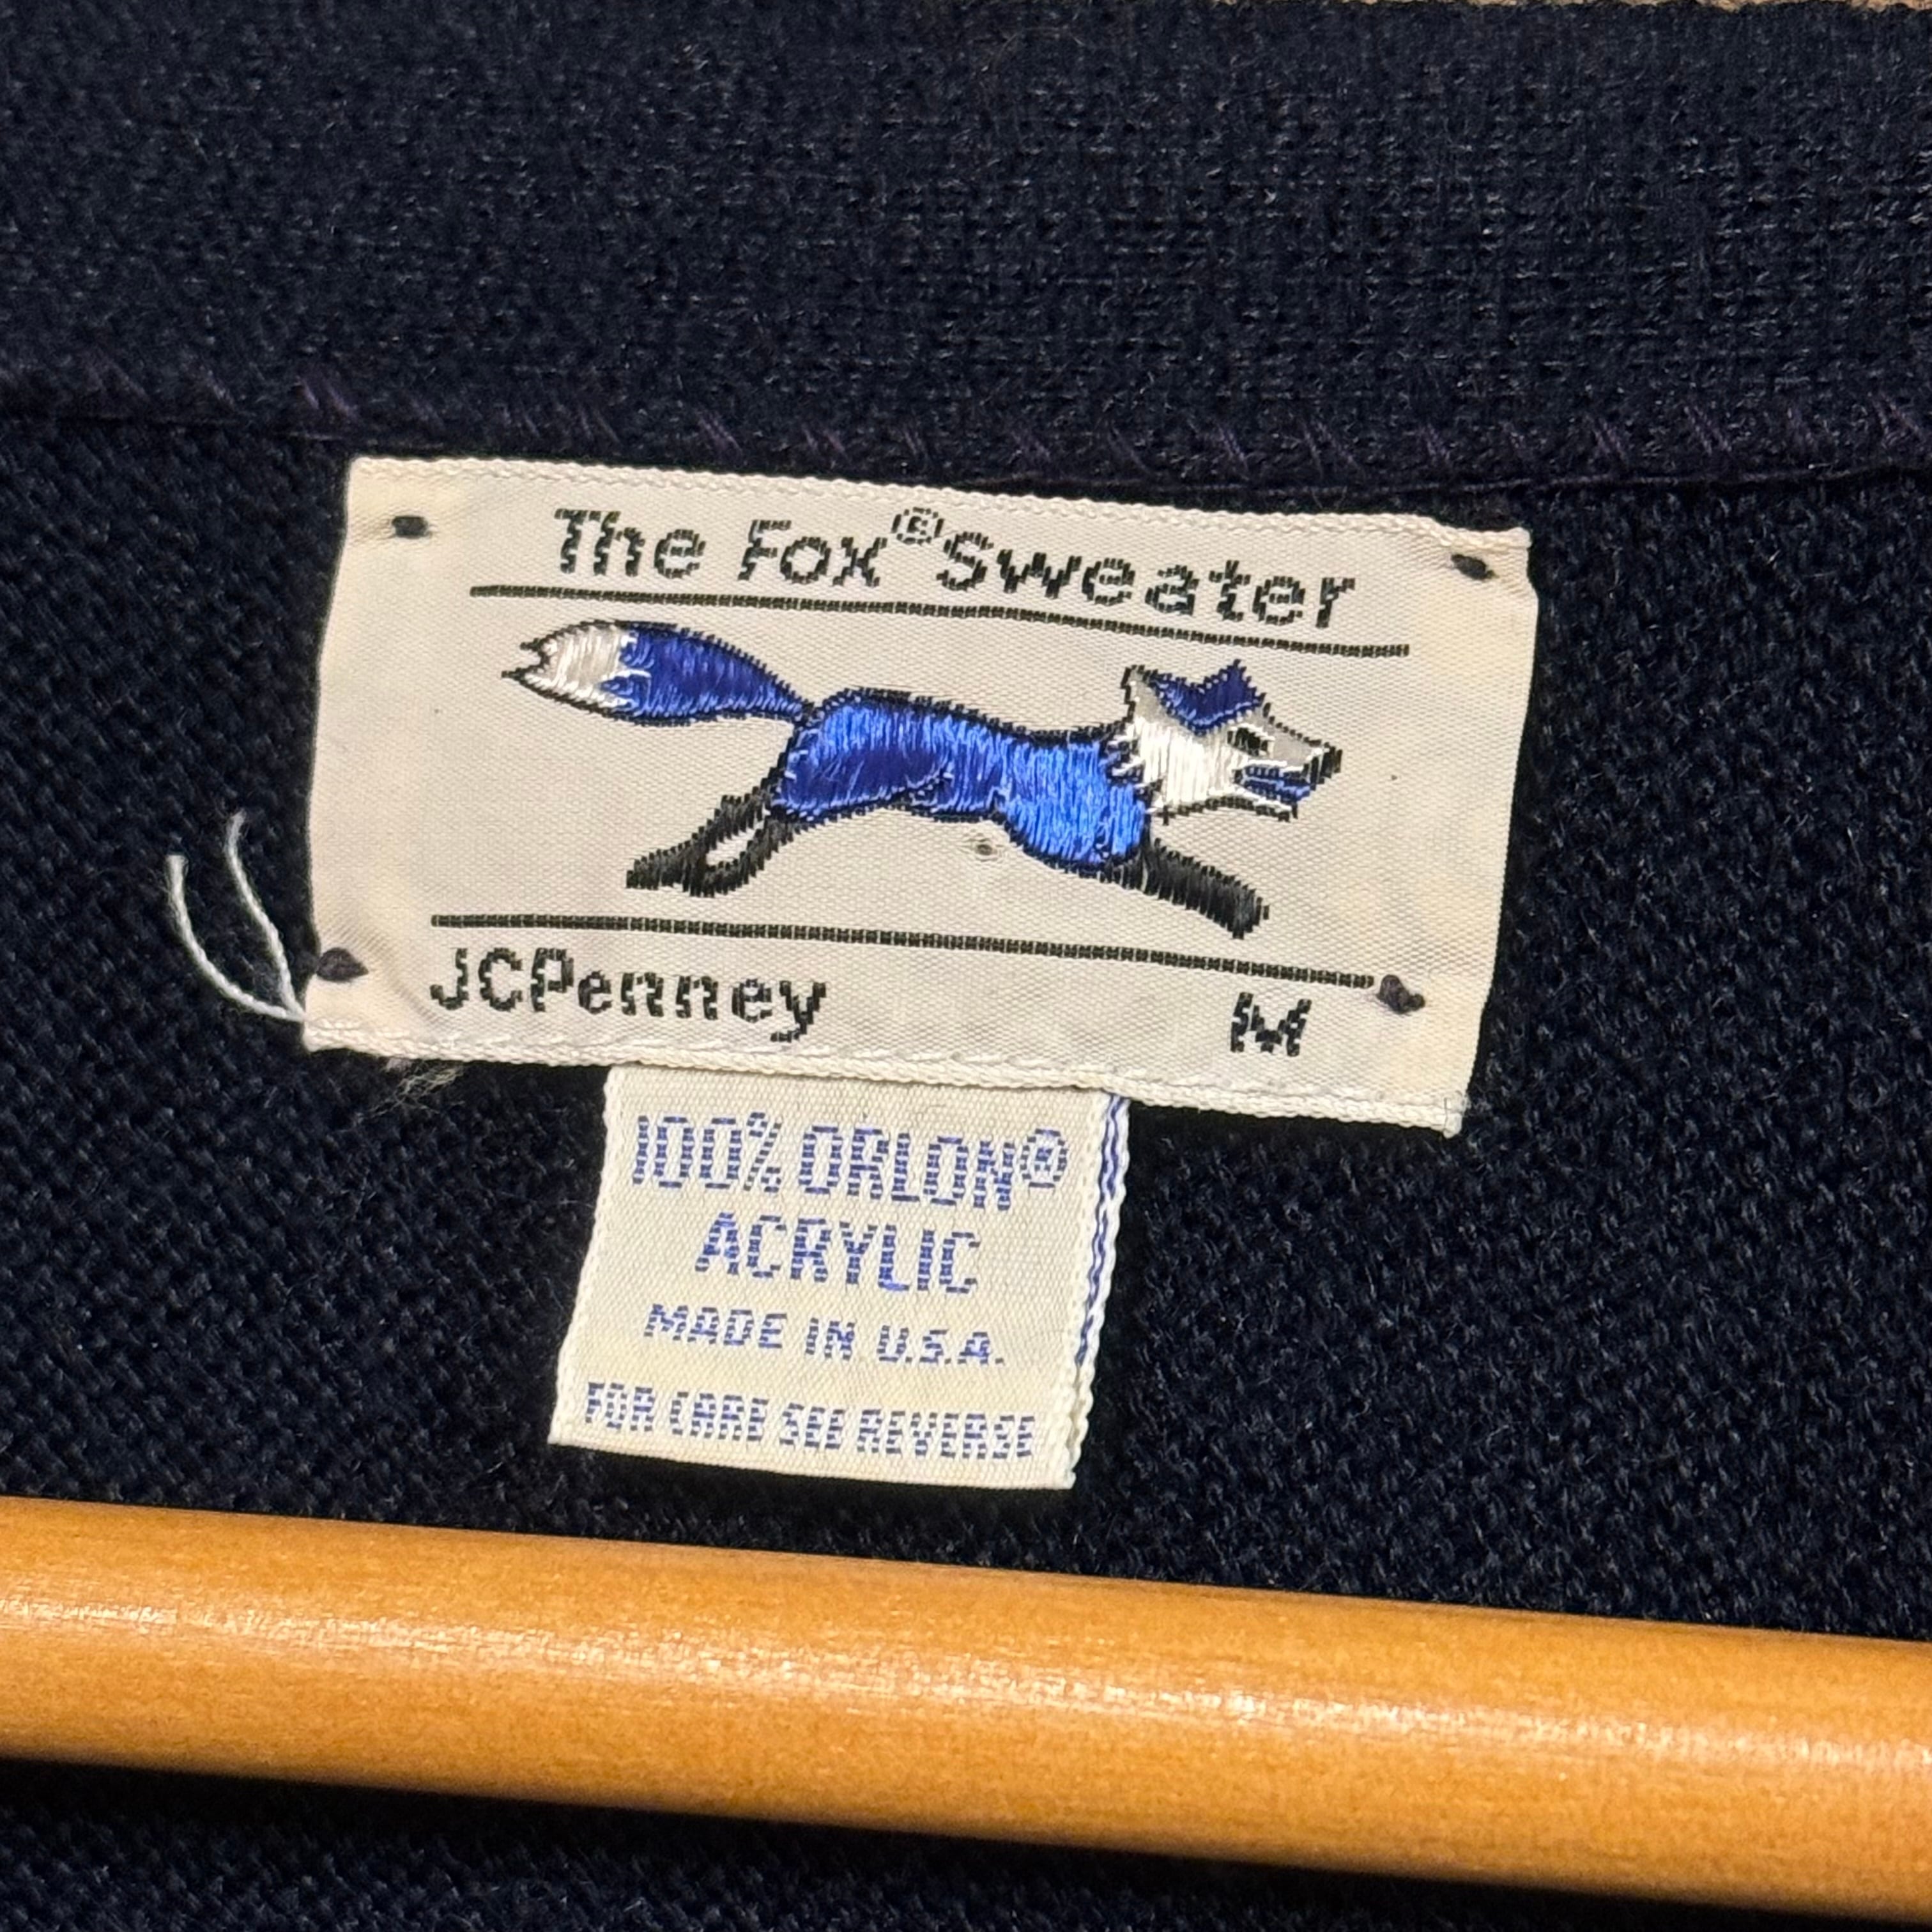 The Fox® Sweater
JCPenney M
100% ORLON®
ACRYLIC
MADE IN U.S.A.
FOR CARE SEE REVERSE